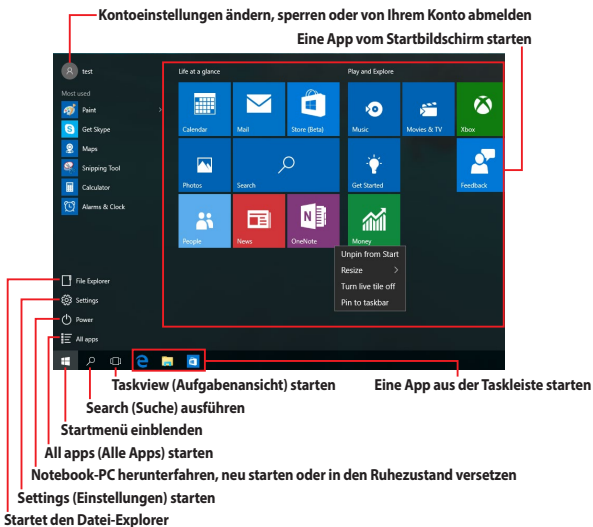 Kontoeinstellungen ändern, sperren oder von Ihrem Konto abmelden
Eine App vom Startbildschirm starten
test
Life at a glance
Play and Explore
Most used
Paint
Get Skype
Maps
Snipping Tool
Calculator
Alarms & Clock
Calendar
Mail
Store (Beta)
Music
Movies & TV
Xbox
Photos
Search
Get Started
Feedback
People
News
OneNote
Money
Unpin from Start
Resize
Turn live tile off
Pin to taskbar
File Explorer
Settings
Power
All apps
Taskview (Aufgabenansicht) starten
Eine App aus der Taskleiste starten
Search (Suche) ausführen
Startmenü einblenden
All apps (Alle Apps) starten
Notebook-PC herunterfahren, neu starten oder in den Ruhezustand versetzen
Settings (Einstellungen) starten
Startet den Datei-Explorer